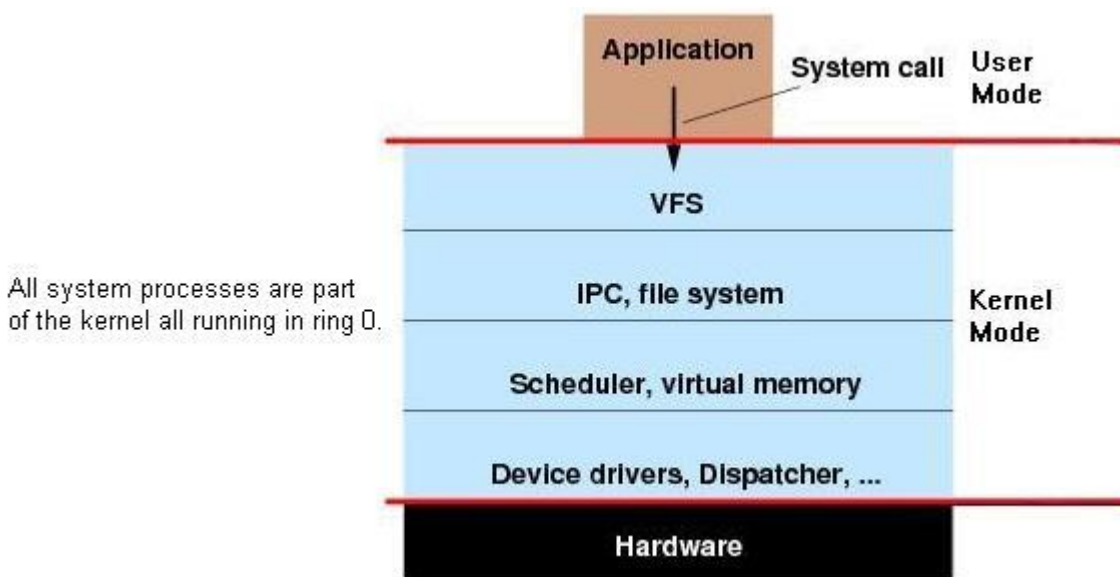 Application
System call
User
Mode
VFS
IPC, file system
All system processes are part
of the kernel all running in ring 0.
Kernel
Mode
Scheduler, virtual memory
Device drivers, Dispatcher, ...
Hardware